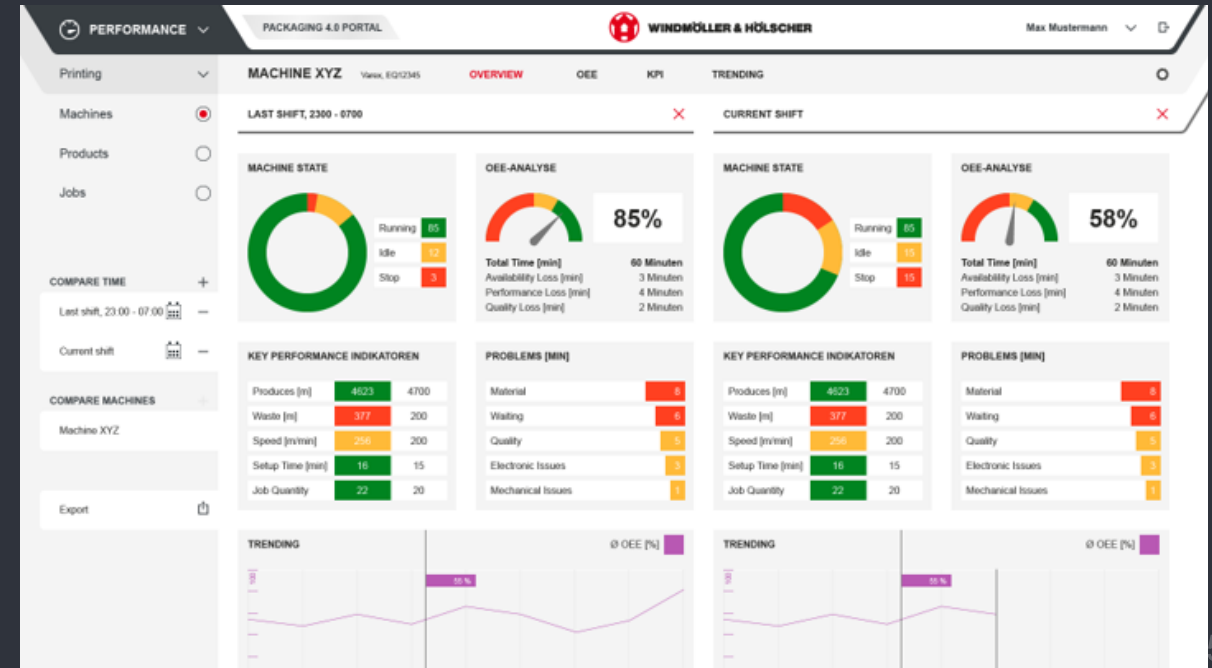 PERFORMANCE
PACKAGING 4.0 PORTAL
WINDMÖLLER & HÖLSCHER
Max Mustermann
Printing
MACHINE XYZ Varex, EQ12345 OVERVIEW OEE KPI TRENDING
Machines
Products
Jobs
COMPARE TIME
Last shift, 23:00 - 07:00
Current shift
COMPARE MACHINES
Machine XYZ
Export
LAST SHIFT, 2300 - 0700
MACHINE STATE
Running 85
Idle 12
Stop 3
OEE-ANALYSE
85%
Total Time [min] 60 Minuten
Availability Loss [min] 3 Minuten
Performance Loss [min] 4 Minuten
Quality Loss [min] 2 Minuten
KEY PERFORMANCE INDIKATOREN
Produces [m] 4623 4700
Waste [m] 377 200
Speed [m/min] 256 200
Setup Time [min] 16 15
Job Quantity 22 20
PROBLEMS [MIN]
Material 8
Waiting 6
Quality 5
Electronic Issues 3
Mechanical Issues 1
TRENDING Ø OEE [%]
100
55 %
CURRENT SHIFT
MACHINE STATE
Running 85
Idle 15
Stop 15
OEE-ANALYSE
58%
Total Time [min] 60 Minuten
Availability Loss [min] 3 Minuten
Performance Loss [min] 4 Minuten
Quality Loss [min] 2 Minuten
KEY PERFORMANCE INDIKATOREN
Produces [m] 4623 4700
Waste [m] 377 200
Speed [m/min] 256 200
Setup Time [min] 16 15
Job Quantity 22 20
PROBLEMS [MIN]
Material 8
Waiting 6
Quality 5
Electronic Issues 3
Mechanical Issues 1
TRENDING Ø OEE [%]
100
55 %